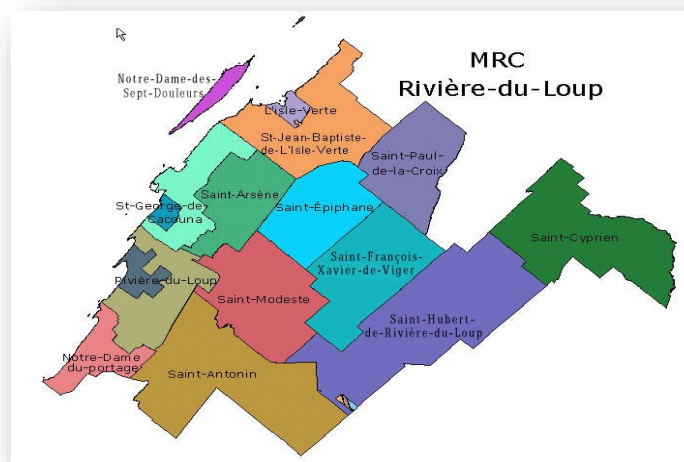 MRC
Rivière-du-Loup
Notre-Dame-des-
Sept-Douleurs
L'isle-Verte
St-Jean-Baptiste-
de-L'Isle-Verte
Saint-Paul-
de-la-Croix
Saint-Arsène
St-George-de-
Cacouna
Saint-Épiphane
Saint-Cyprien
Saint-François-
Xavier-de-Viger
Rivière-du-Loup
Saint-Modeste
Saint-Hubert
de-Rivière-du-Loup
Notre-Dame
du-portage
Saint-Antonin